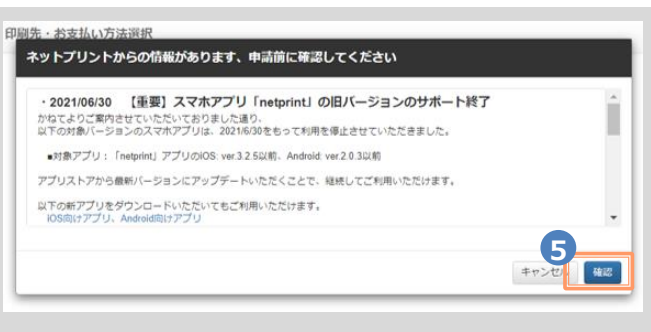 印刷先・お支払い方法選択
ネットプリントからの情報があります、申請前に確認してください
・2021/06/30 【重要】スマホアプリ「netprint」の旧バージョンのサポート終了
かねてよりご案内させていただいておりました通り、
以下の対象バージョンのスマホアプリは、2021/6/30をもって利用を停止させていただきました。
■対象アプリ：「netprint」アプリのiOS: ver.3.2.5以前、Android: ver.2.0.3以前
アプリストアから最新バージョンにアップデートいただくことで、継続してご利用いただけます。
以下の新アプリをダウンロードいただいてもご利用いただけます。
iOS向けアプリ、Android向けアプリ
5
キャンセル 確認